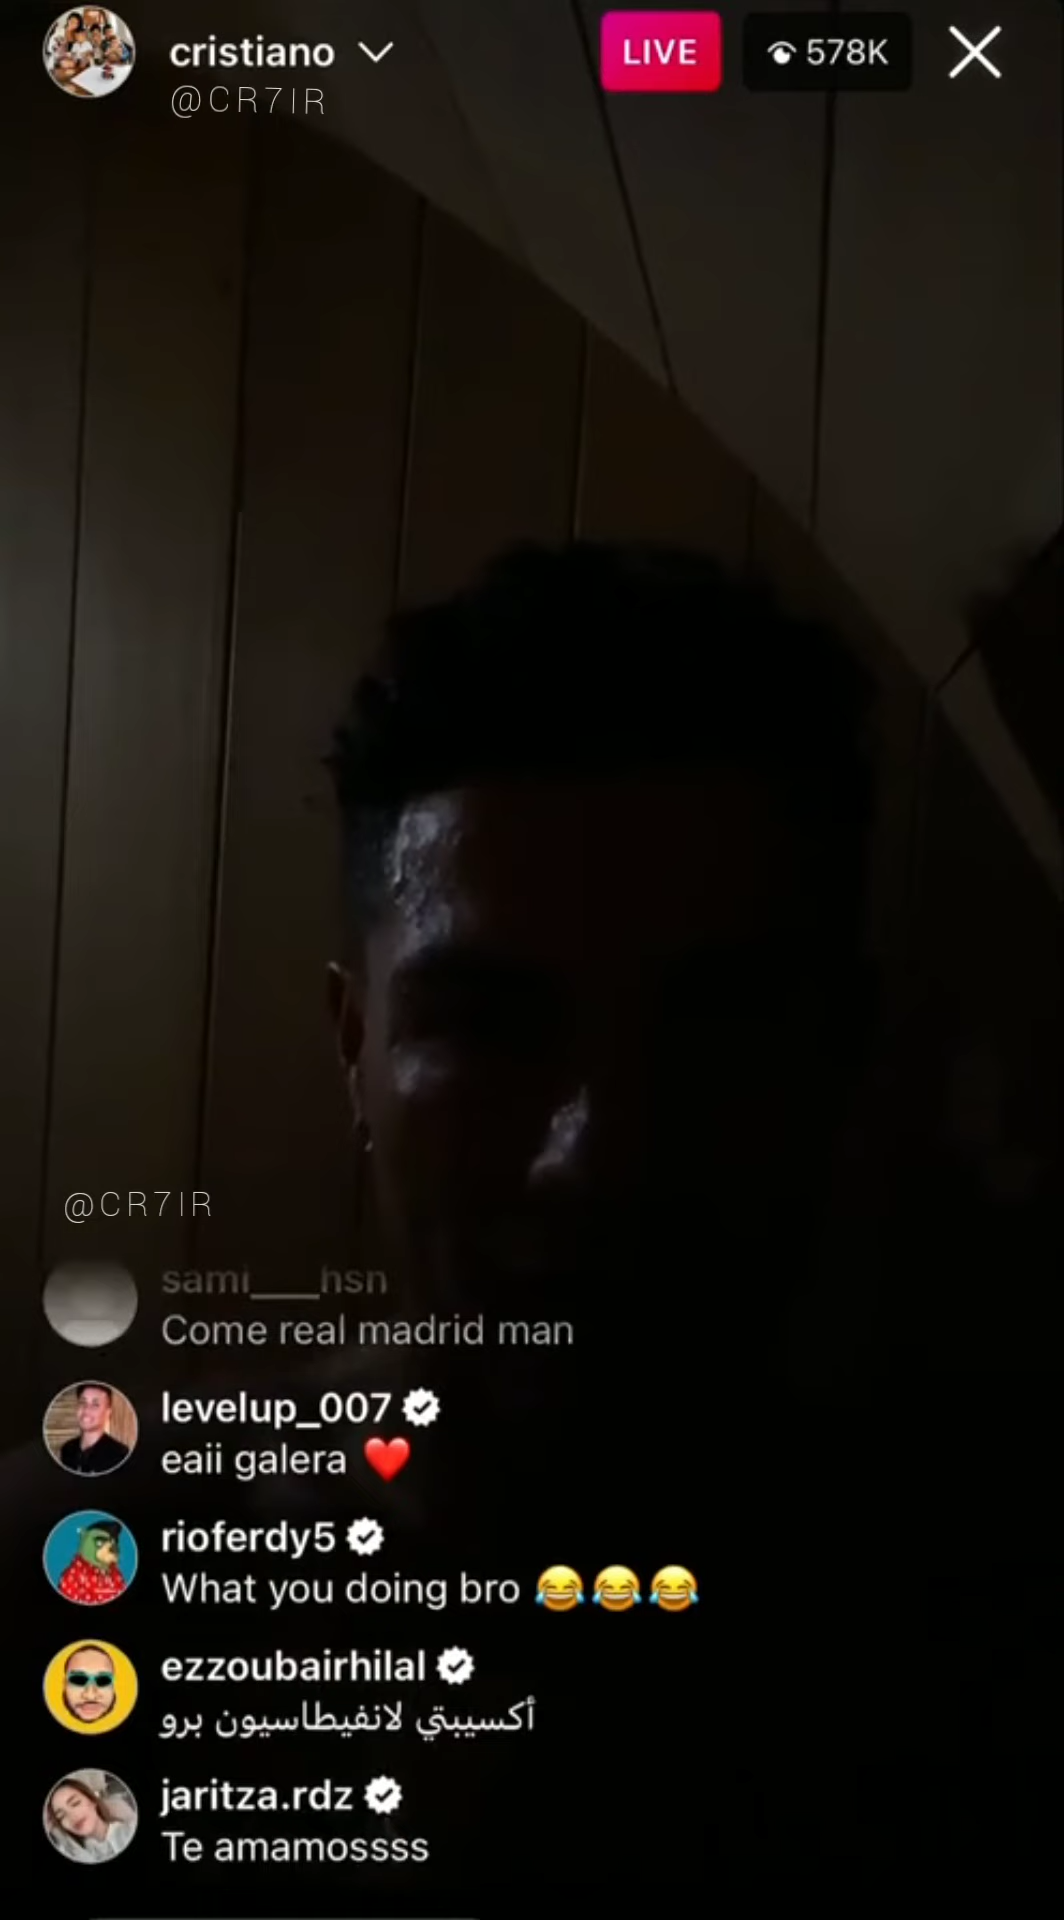 cristiano
LIVE
578K
@CR7IR
@CR7IR
sami___hsn
Come real madrid man
levelup_007
eaii galera ❤️
rioferdy5
What you doing bro 😂😂😂
ezzoubairhilal
أكسيبتي لانفيطاسيون برو
jaritza.rdz
Te amamossss